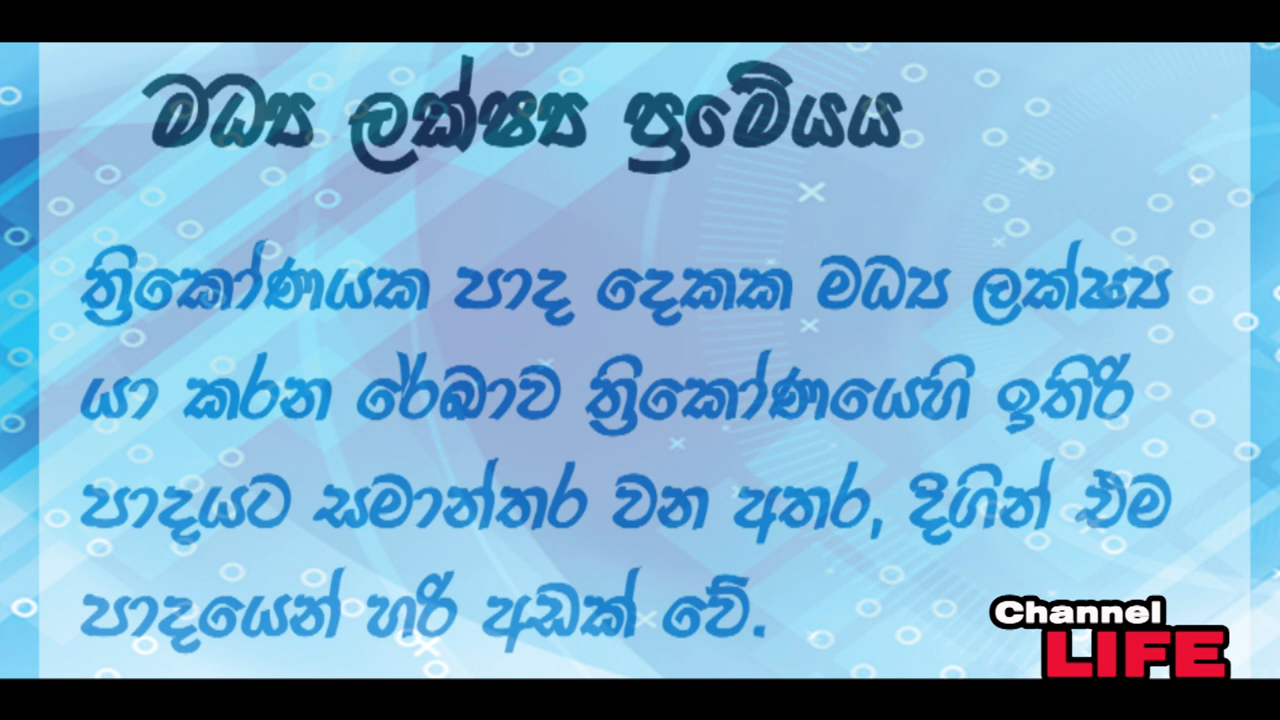 මධ්‍ය ලක්ෂ්‍ය ප්‍රමේයය
ත්‍රිකෝණයක පාද දෙකක මධ්‍ය ලක්ෂ්‍ය
යා කරන රේඛාව ත්‍රිකෝණයෙහි ඉතිරි
පාදයට සමාන්තර වන අතර, දිගින් එම
පාදයෙන් හරි අඩක් වේ.
Channel
LIFE